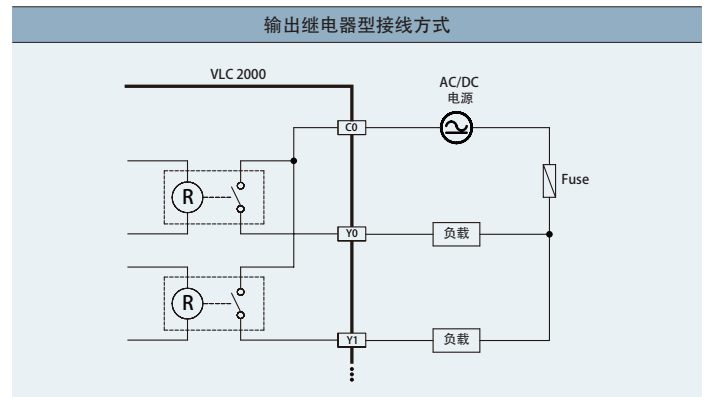 输出继电器型接线方式
VLC 2000
AC/DC
电源
C0
Fuse
R
Y0
负载
R
Y1
负载